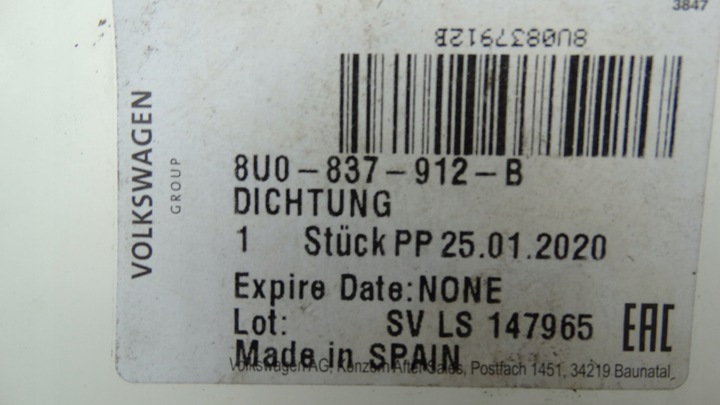 3847
8U0837912B
VOLKSWAGEN
GROUP
8U0-837-912-B
DICHTUNG
1 Stück PP 25.01.2020
Expire Date:NONE
Lot: SV LS 147965
EAC
Made in SPAIN
Volkswagen AG, Konzern After Sales, Postfach 1451, 34219 Baunatal